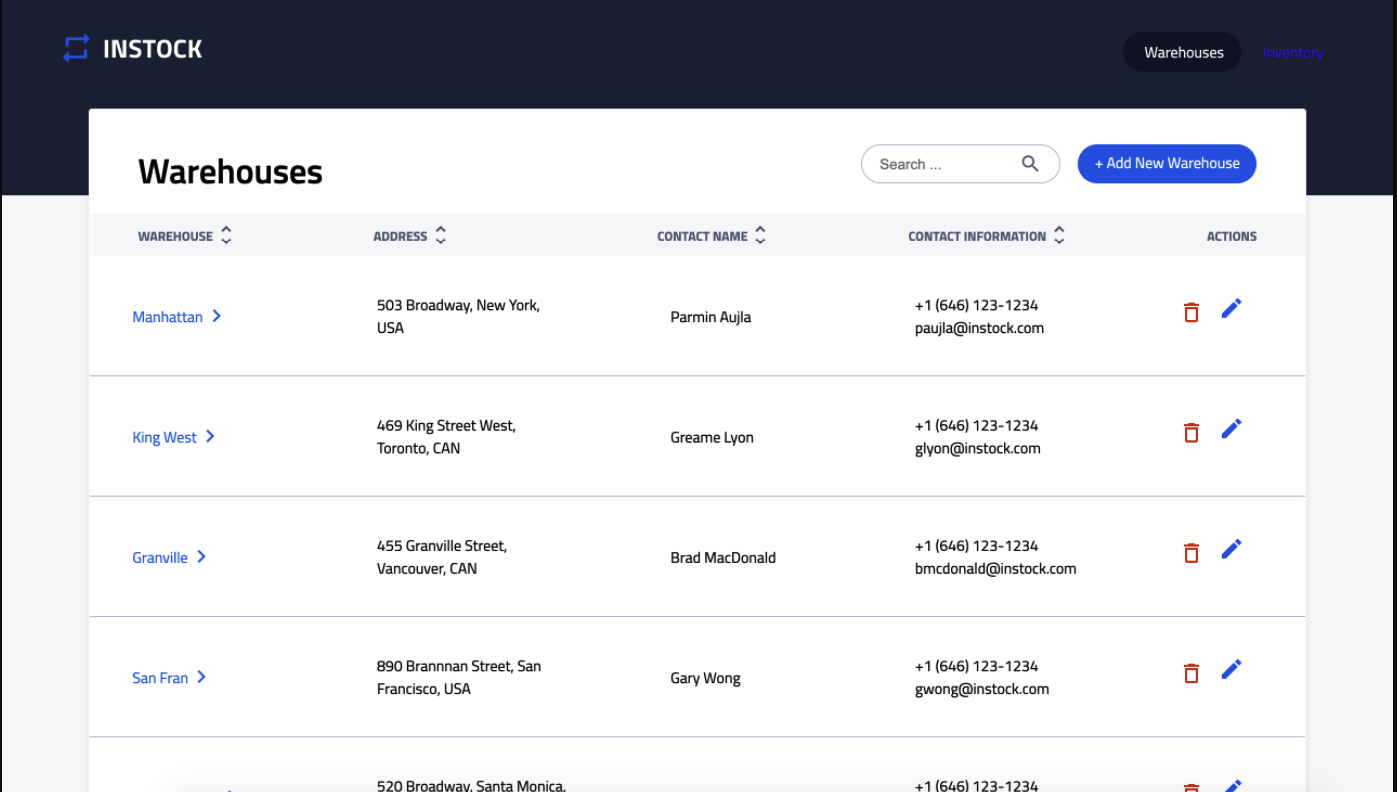 INSTOCK
Warehouses
Inventory
Warehouses
Search ...
+ Add New Warehouse
WAREHOUSE
ADDRESS
CONTACT NAME
CONTACT INFORMATION
ACTIONS
Manhattan
503 Broadway, New York,
USA
Parmin Aujla
+1 (646) 123-1234
paujla@instock.com
King West
469 King Street West,
Toronto, CAN
Greame Lyon
+1 (646) 123-1234
glyon@instock.com
Granville
455 Granville Street,
Vancouver, CAN
Brad MacDonald
+1 (646) 123-1234
bmcdonald@instock.com
San Fran
890 Brannnan Street, San
Francisco, USA
Gary Wong
+1 (646) 123-1234
gwong@instock.com
520 Broadway, Santa Monica,
+1 (646) 123-1234